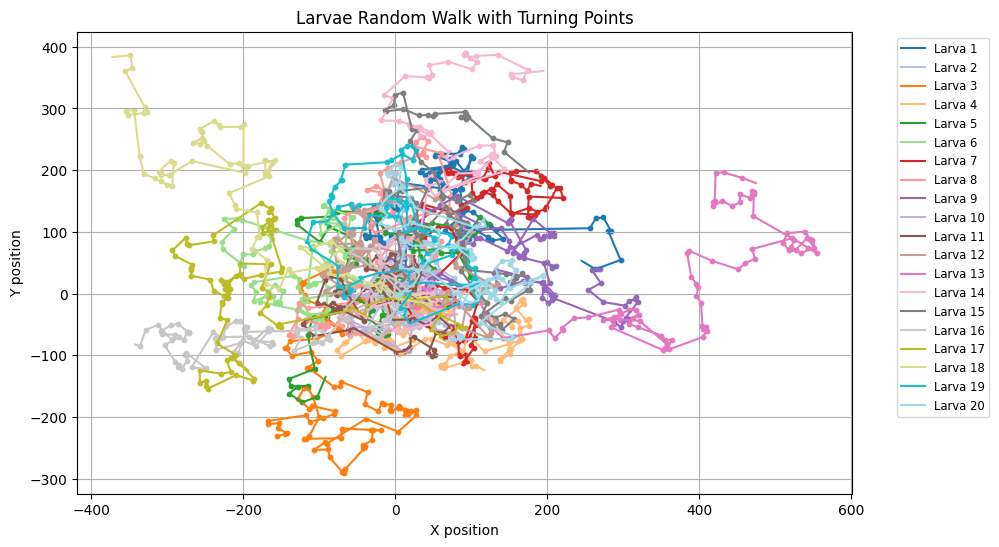 Larvae Random Walk with Turning Points
400
300
200
100
0
−100
−200
−300
Y position
−400
−200
0
200
400
600
X position
Larva 1
Larva 2
Larva 3
Larva 4
Larva 5
Larva 6
Larva 7
Larva 8
Larva 9
Larva 10
Larva 11
Larva 12
Larva 13
Larva 14
Larva 15
Larva 16
Larva 17
Larva 18
Larva 19
Larva 20